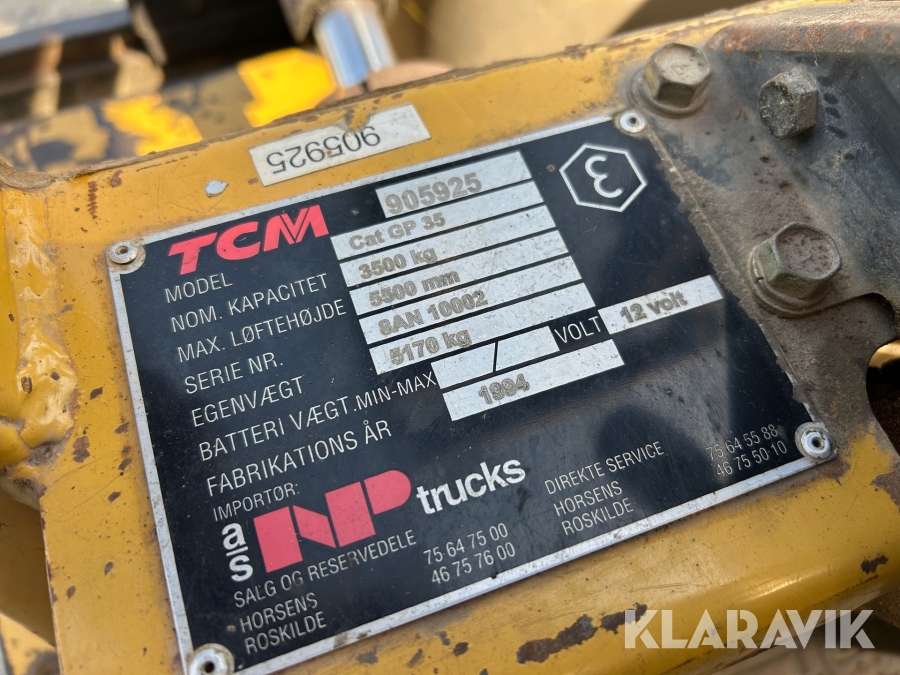 905925
TCM 905925 Ɛ
MODEL Cat GP 35
NOM. KAPACITET 3500 kg
MAX. LØFTEHØJDE 5500 mm
SERIE NR. 8AN 10002
EGENVÆGT 5170 kg
BATTERI VÆGT.MIN-MAX / VOLT 12 volt
FABRIKATIONS ÅR 1994
IMPORTØR:
a/s NP trucks
SALG OG RESERVEDELE
HORSENS 75 64 75 00
ROSKILDE 46 75 76 00
DIREKTE SERVICE
HORSENS 75 64 55 88
ROSKILDE 46 75 50 10
KLARAVIK